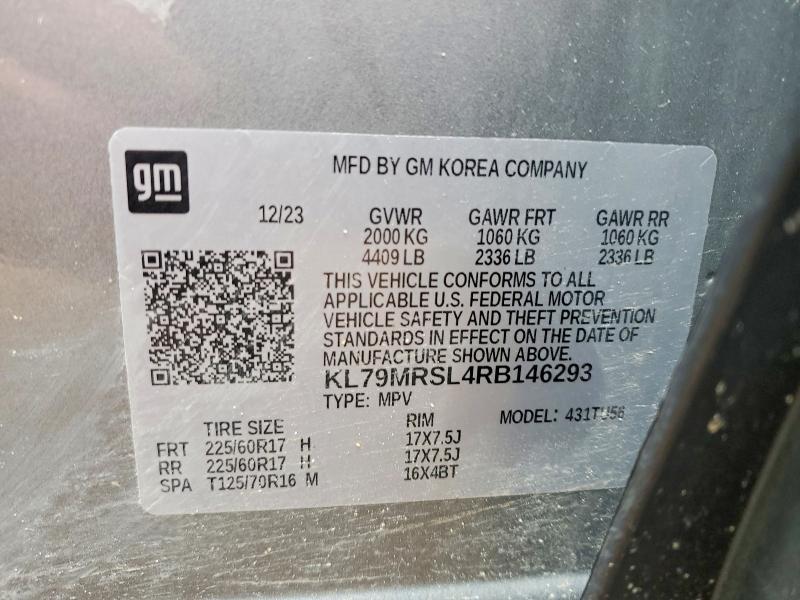 gm
MFD BY GM KOREA COMPANY
12/23 GVWR GAWR FRT GAWR RR
2000 KG 1060 KG 1060 KG
4409 LB 2336 LB 2336 LB
THIS VEHICLE CONFORMS TO ALL
APPLICABLE U.S. FEDERAL MOTOR
VEHICLE SAFETY AND THEFT PREVENTION
STANDARDS IN EFFECT ON THE DATE OF
MANUFACTURE SHOWN ABOVE.
KL79MRSL4RB146293
TYPE: MPV
MODEL:
TIRE SIZE RIM
FRT 225/60R17 H 17X7.5J
RR 225/60R17 H 17X7.5J
SPA T125/70R16 M 16X4BT